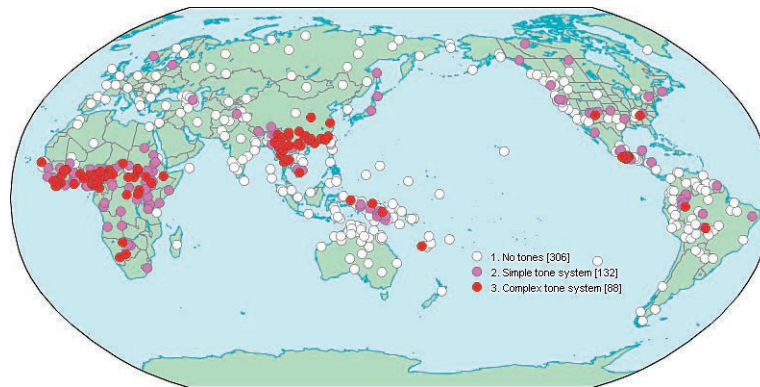 1. No tones [306]
2. Simple tone system [132]
3. Complex tone system [88]